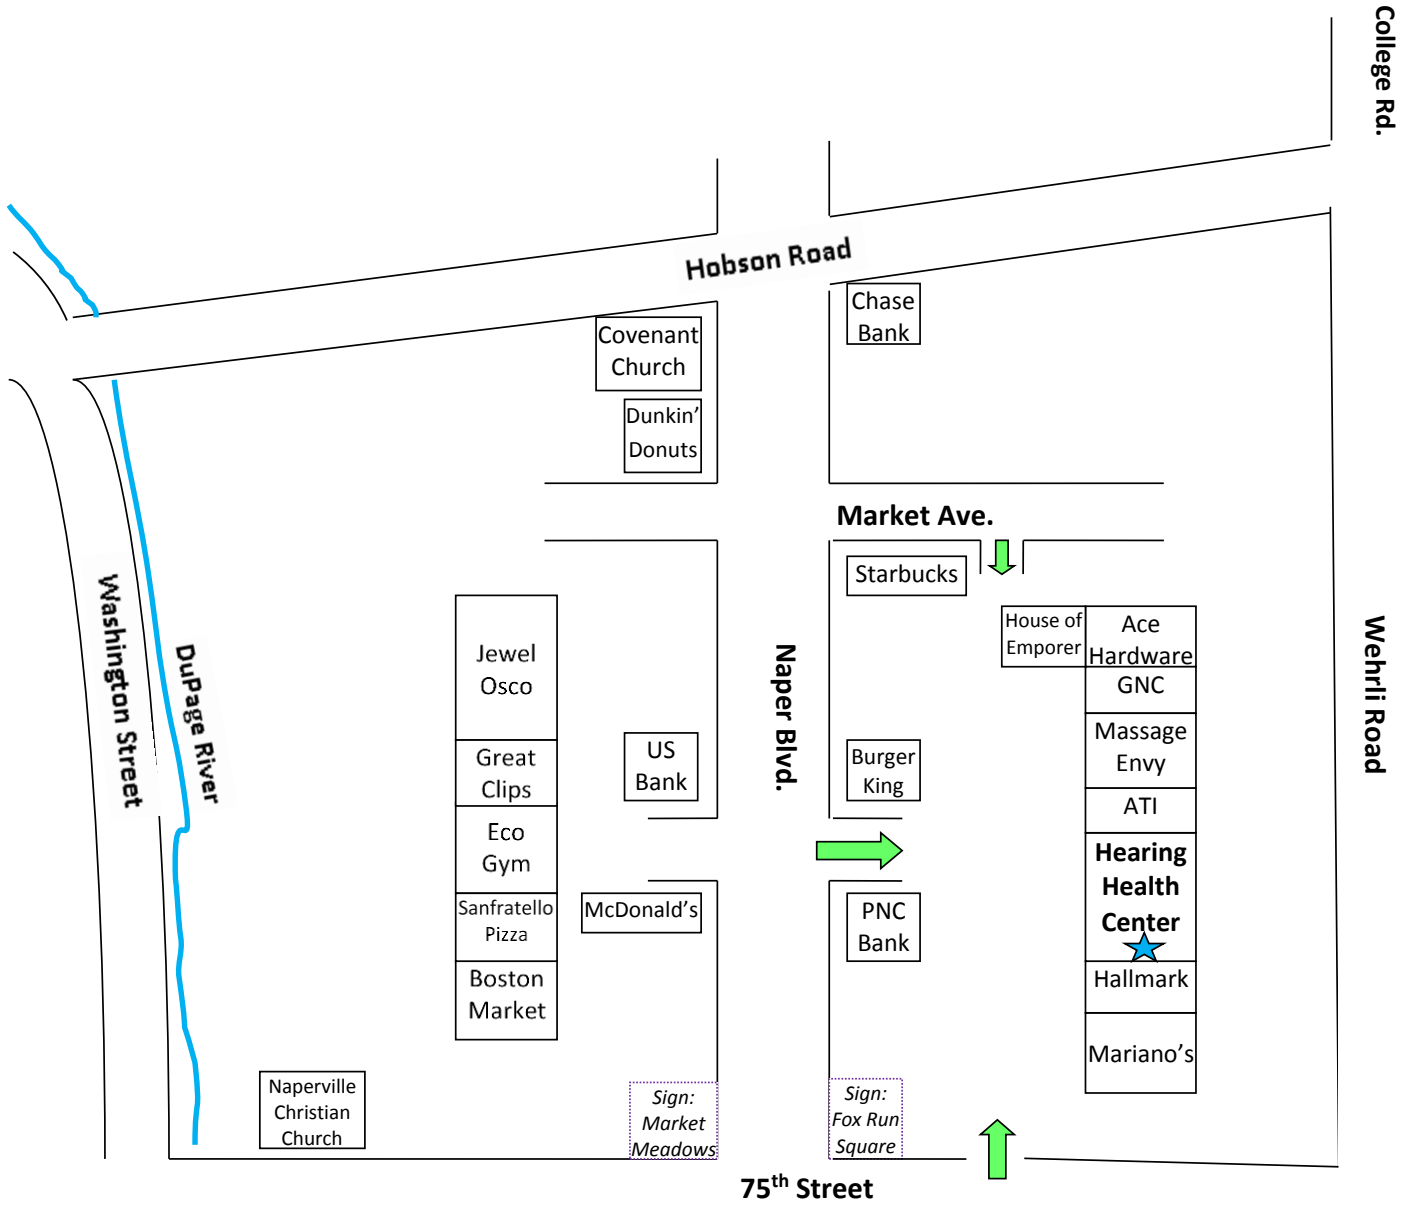 College Rd.
Hobson Road
Chase
Bank
Covenant
Church
Dunkin'
Donuts
Market Ave.
Starbucks
House of
Emporer
Ace
Hardware
GNC
Massage
Envy
ATI
Hearing
Health
Center
Hallmark
Mariano's
Wehrli Road
Naper Blvd.
Burger
King
PNC
Bank
US
Bank
McDonald's
Jewel
Osco
Great
Clips
Eco
Gym
Sanfratello
Pizza
Boston
Market
Washington Street
DuPage River
Naperville
Christian
Church
Sign:
Market
Meadows
Sign:
Fox Run
Square
75th Street